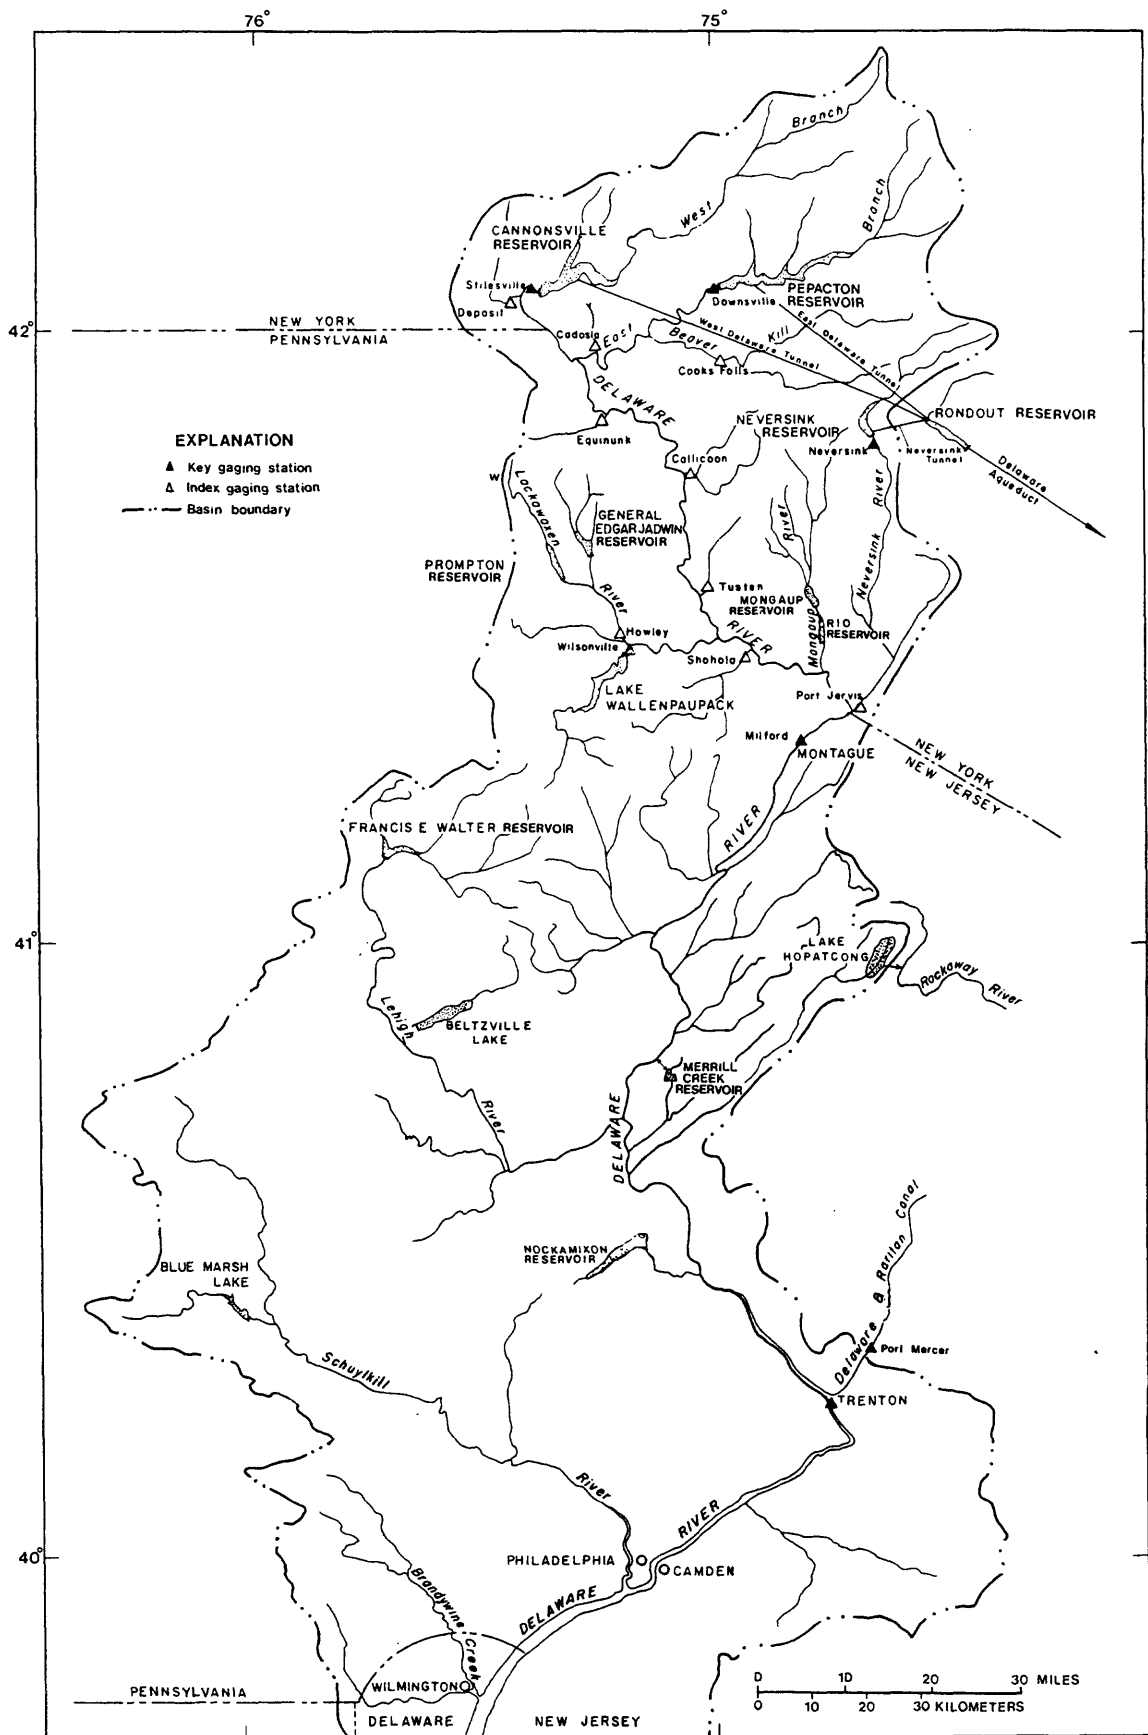 76°
75°
Branch
West
Branch
CANNONSVILLE
RESERVOIR
Stilesville
Deposit
PEPACTON
RESERVOIR
Downsville
42°
NEW YORK
PENNSYLVANIA
Cadosia
East
Beaver
Kill
West Delaware Tunnel
East Delaware Tunnel
Cooks Falls
DELAWARE
NEVERSINK
RESERVOIR
RONDOUT RESERVOIR
EXPLANATION
Key gaging station
Index gaging station
Basin boundary
Equinunk
Callicoon
Neversink
Neversink
Tunnel
Delaware
Aqueduct
W
Lackawaxen
River
GENERAL
EDGAR JADWIN
RESERVOIR
River
Neversink
River
PROMPTON
RESERVOIR
Tusten
MONGAUP
RESERVOIR
Mongaup
RIO
RESERVOIR
RIVER
Hawley
Wilsonville
Shohola
LAKE
WALLENPAUPACK
Port Jervis
Milford
MONTAGUE
NEW YORK
NEW JERSEY
RIVER
FRANCIS E WALTER RESERVOIR
41°
LAKE
HOPATCONG
Rockaway
River
Lehigh
River
BELTZVILLE
LAKE
MERRILL
CREEK
RESERVOIR
DELAWARE
NOCKAMIXON
RESERVOIR
BLUE MARSH
LAKE
Delaware & Raritan Canal
Port Mercer
Schuylkill
River
TRENTON
RIVER
40°
PHILADELPHIA
CAMDEN
DELAWARE
Brandywine
Creek
WILMINGTON
PENNSYLVANIA
DELAWARE
NEW JERSEY
0 10 20 30 MILES
0 10 20 30 KILOMETERS